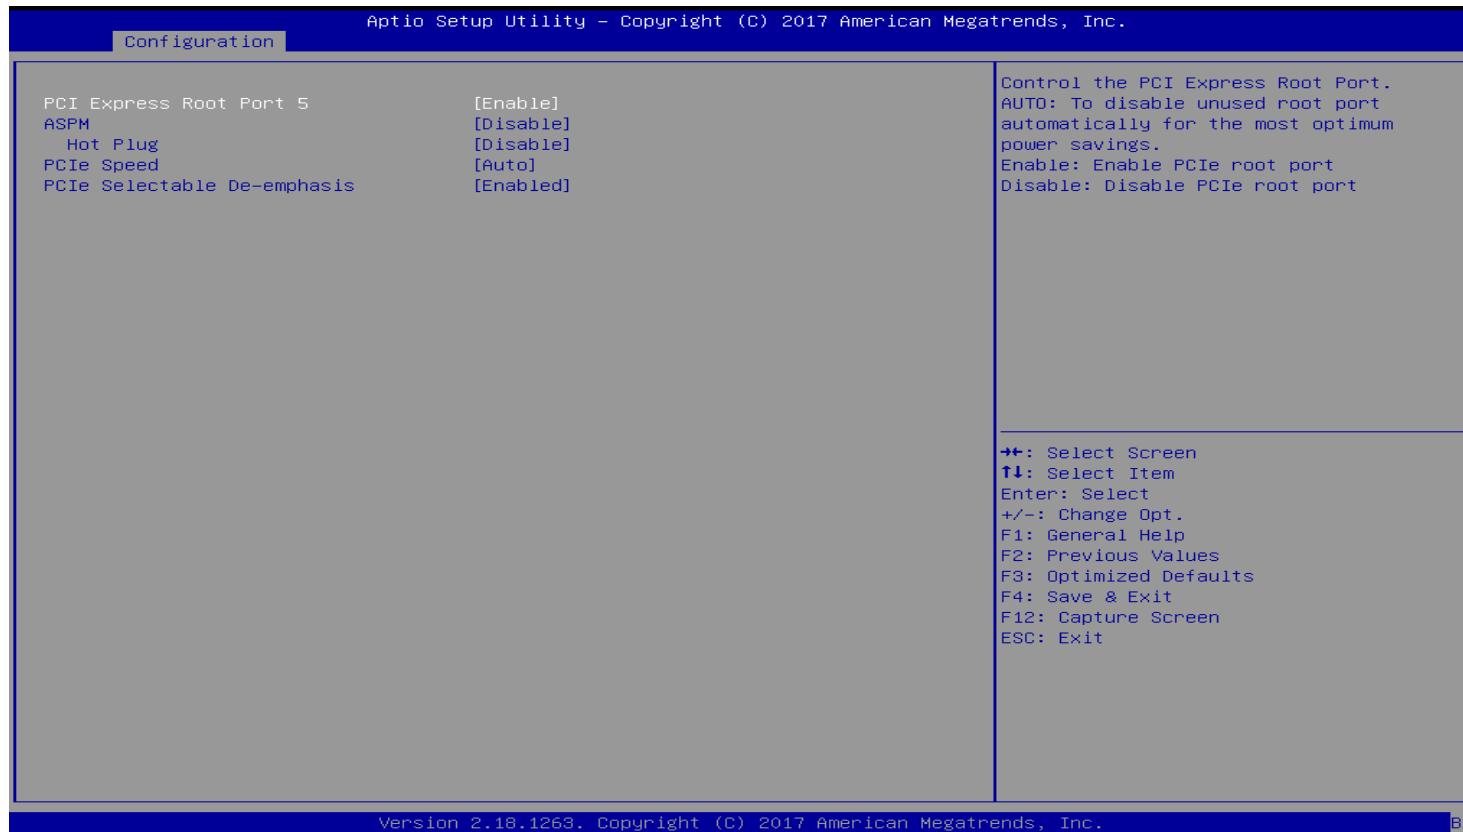 Aptio Setup Utility – Copyright (C) 2017 American Megatrends, Inc.
Configuration
PCI Express Root Port 5 [Enable]
ASPM [Disable]
Hot Plug [Disable]
PCIe Speed [Auto]
PCIe Selectable De-emphasis [Enabled]
Control the PCI Express Root Port.
AUTO: To disable unused root port
automatically for the most optimum
power savings.
Enable: Enable PCIe root port
Disable: Disable PCIe root port
→←: Select Screen
↑↓: Select Item
Enter: Select
+/-: Change Opt.
F1: General Help
F2: Previous Values
F3: Optimized Defaults
F4: Save & Exit
F12: Capture Screen
ESC: Exit
Version 2.18.1263. Copyright (C) 2017 American Megatrends, Inc.
B